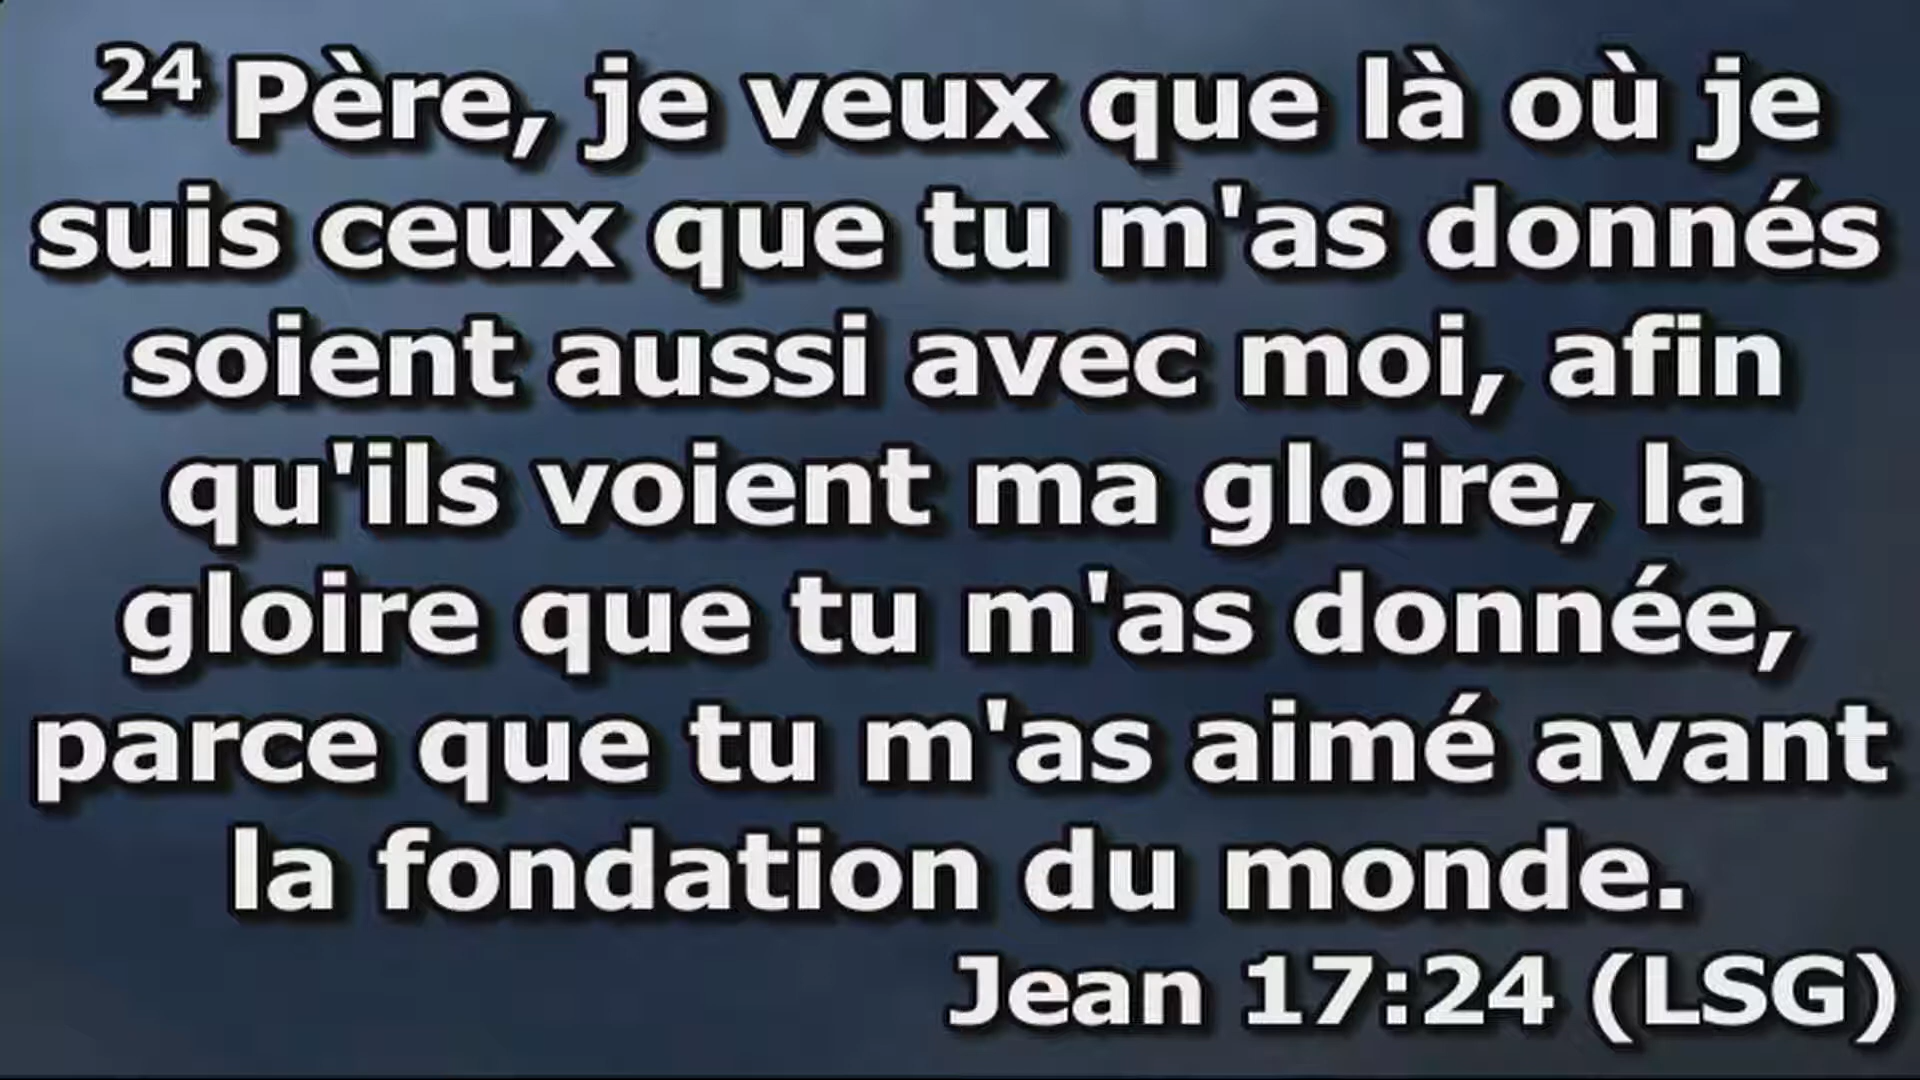 24 Père, je veux que là où je
suis ceux que tu m'as donnés
soient aussi avec moi, afin
qu'ils voient ma gloire, la
gloire que tu m'as donnée,
parce que tu m'as aimé avant
la fondation du monde.
Jean 17:24 (LSG)